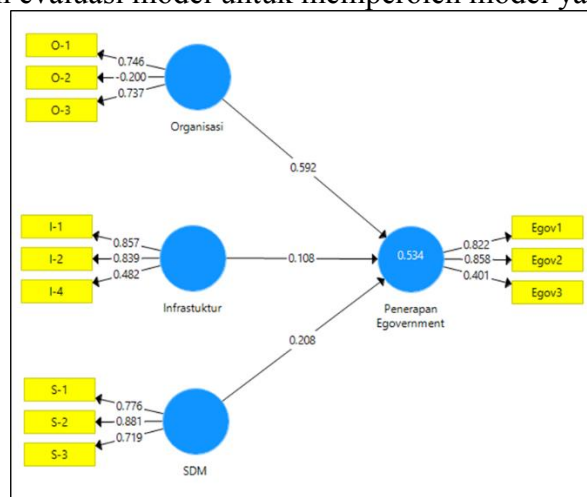 evaluasi model untuk memperoleh model ya
O-1
0.746
O-2
-0.200
O-3
0.737
Organisasi
0.592
I-1
0.857
I-2
0.839
I-4
0.482
Infrastuktur
0.108
0.534
Penerapan
Egovernment
0.822
Egov1
0.858
Egov2
0.401
Egov3
0.208
S-1
0.776
S-2
0.881
S-3
0.719
SDM